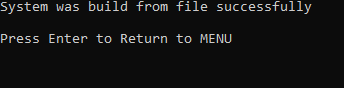 System was build from file successfully
Press Enter to Return to MENU